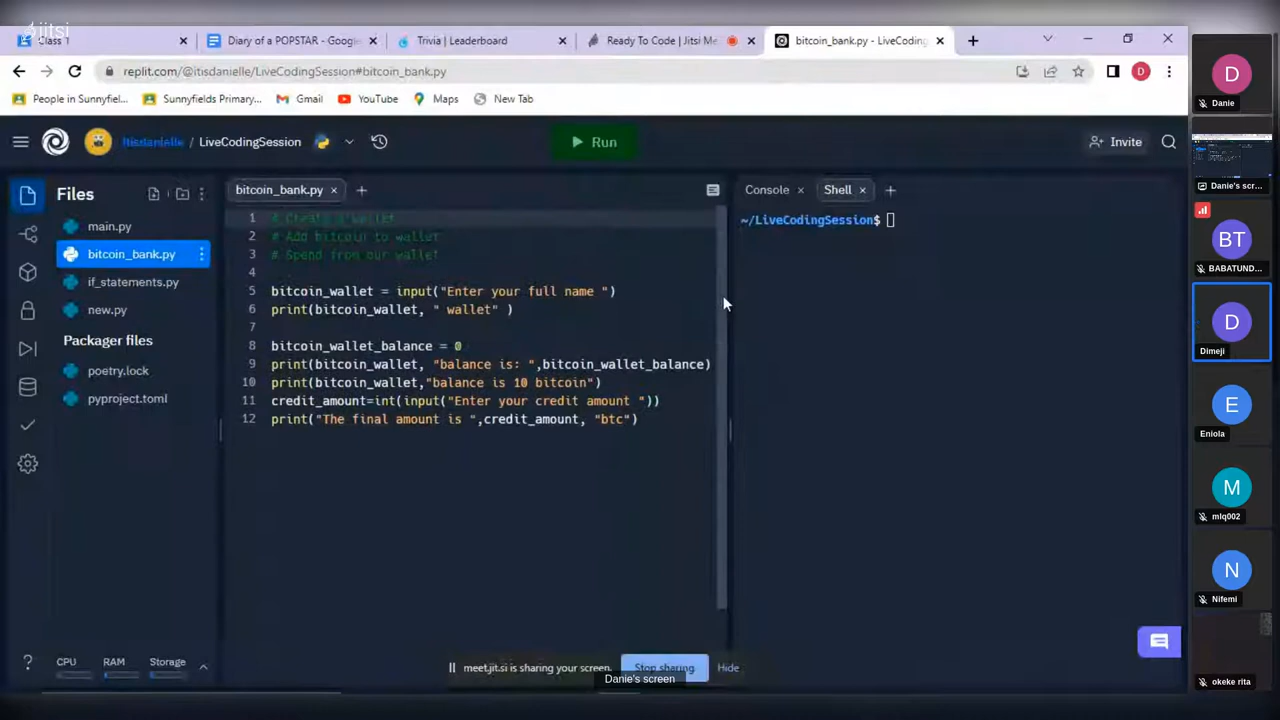 jitsi
Class 1
Diary of a POPSTAR - Google
Trivia | Leaderboard
Ready To Code | Jitsi Me
bitcoin_bank.py - LiveCoding
replit.com/@itisdanielle/LiveCodingSession#bitcoin_bank.py
D
People in Sunnyfiel...
Sunnyfields Primary...
Gmail
YouTube
Maps
New Tab
itisdanielle / LiveCodingSession
Run
Invite
Files
main.py
bitcoin_bank.py
if_statements.py
new.py
Packager files
poetry.lock
pyproject.toml
CPU
RAM
Storage
bitcoin_bank.py
1 # Create a wallet
2 # Add bitcoin to wallet
3 # Spend from our wallet
4
5 bitcoin_wallet = input("Enter your full name ")
6 print(bitcoin_wallet, " wallet" )
7
8 bitcoin_wallet_balance = 0
9 print(bitcoin_wallet, "balance is: ",bitcoin_wallet_balance)
10 print(bitcoin_wallet,"balance is 10 bitcoin")
11 credit_amount=int(input("Enter your credit amount "))
12 print("The final amount is ",credit_amount, "btc")
Console
Shell
~/LiveCodingSession$
meet.jit.si is sharing your screen.
Stop sharing
Hide
Danie's screen
D
Danie
Danie's scr...
BT
BABATUND...
D
Dimeji
E
Eniola
M
mlq002
N
Nifemi
okeke rita